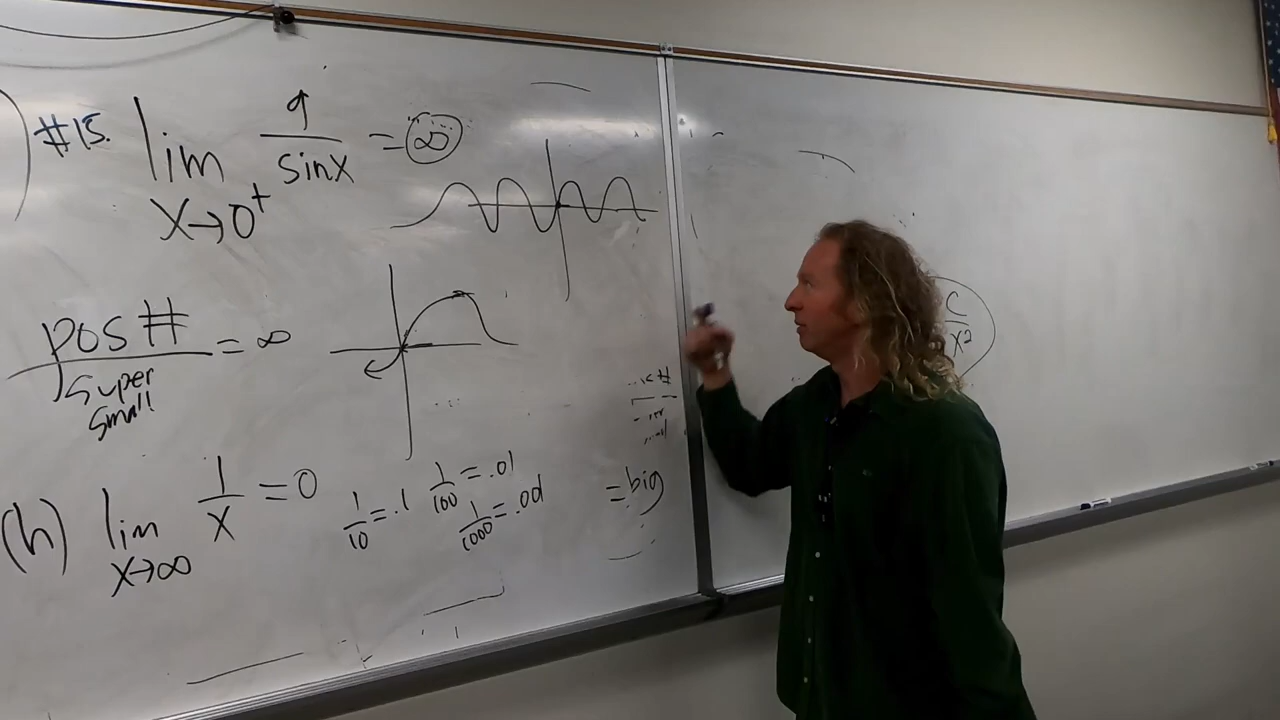 #15. lim x→0⁺ 9/sinx = ∞
pos #/super small = ∞
(h) lim x→∞ 1/x = 0
1/10 = .1 1/100 = .01
1/1000 = .001
= big
C/x²